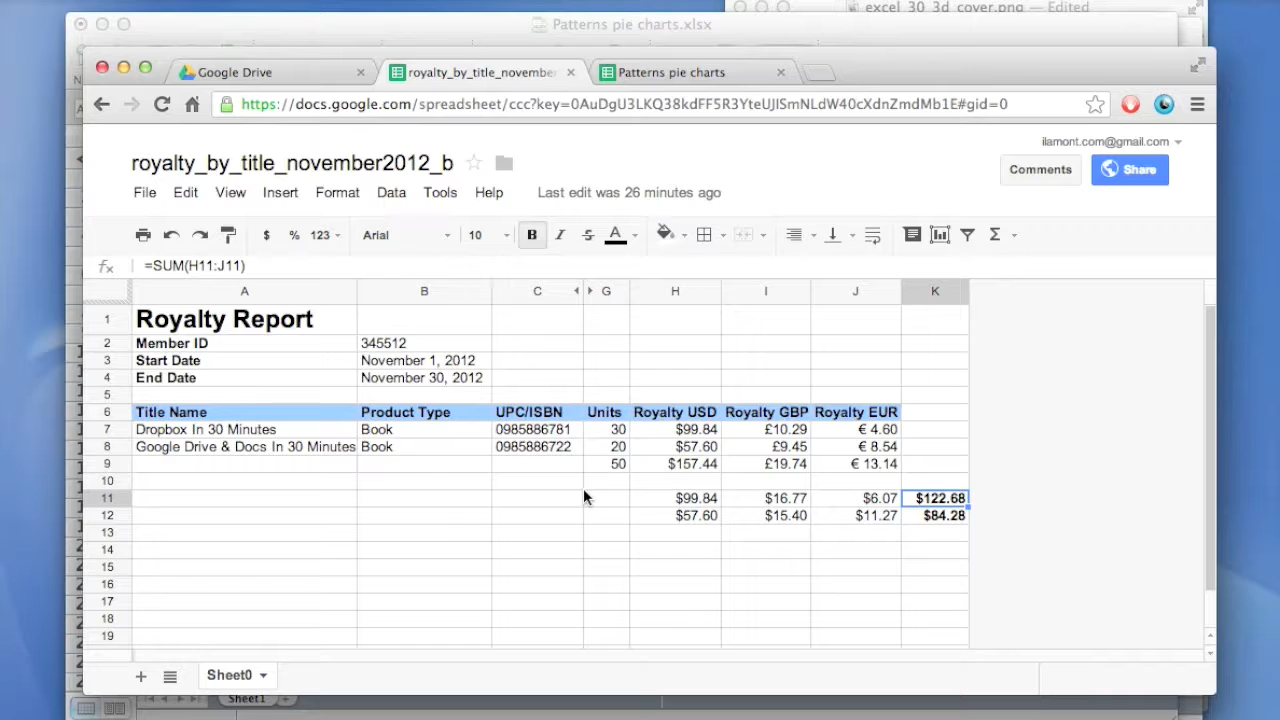 excel_30_3d_cover.png — Edited
Patterns pie charts.xlsx
Google Drive
royalty_by_title_november
Patterns pie charts
https://docs.google.com/spreadsheet/ccc?key=0AuDgU3LKQ38kdFF5R3YteUJISmNLdW40cXdnZmdMb1E#gid=0
ilamont.com@gmail.com
royalty_by_title_november2012_b
Comments
Share
File Edit View Insert Format Data Tools Help Last edit was 26 minutes ago
$ % 123 Arial 10 B I S A Σ
fx =SUM(H11:J11)
A B C G H I J K
1 Royalty Report
2 Member ID 345512
3 Start Date November 1, 2012
4 End Date November 30, 2012
5
6 Title Name Product Type UPC/ISBN Units Royalty USD Royalty GBP Royalty EUR
7 Dropbox In 30 Minutes Book 0985886781 30 $99.84 £10.29 € 4.60
8 Google Drive & Docs In 30 Minutes Book 0985886722 20 $57.60 £9.45 € 8.54
9 50 $157.44 £19.74 € 13.14
10
11 $99.84 $16.77 $6.07 $122.68
12 $57.60 $15.40 $11.27 $84.28
13
14
15
16
17
18
19
Sheet0
Sheet1